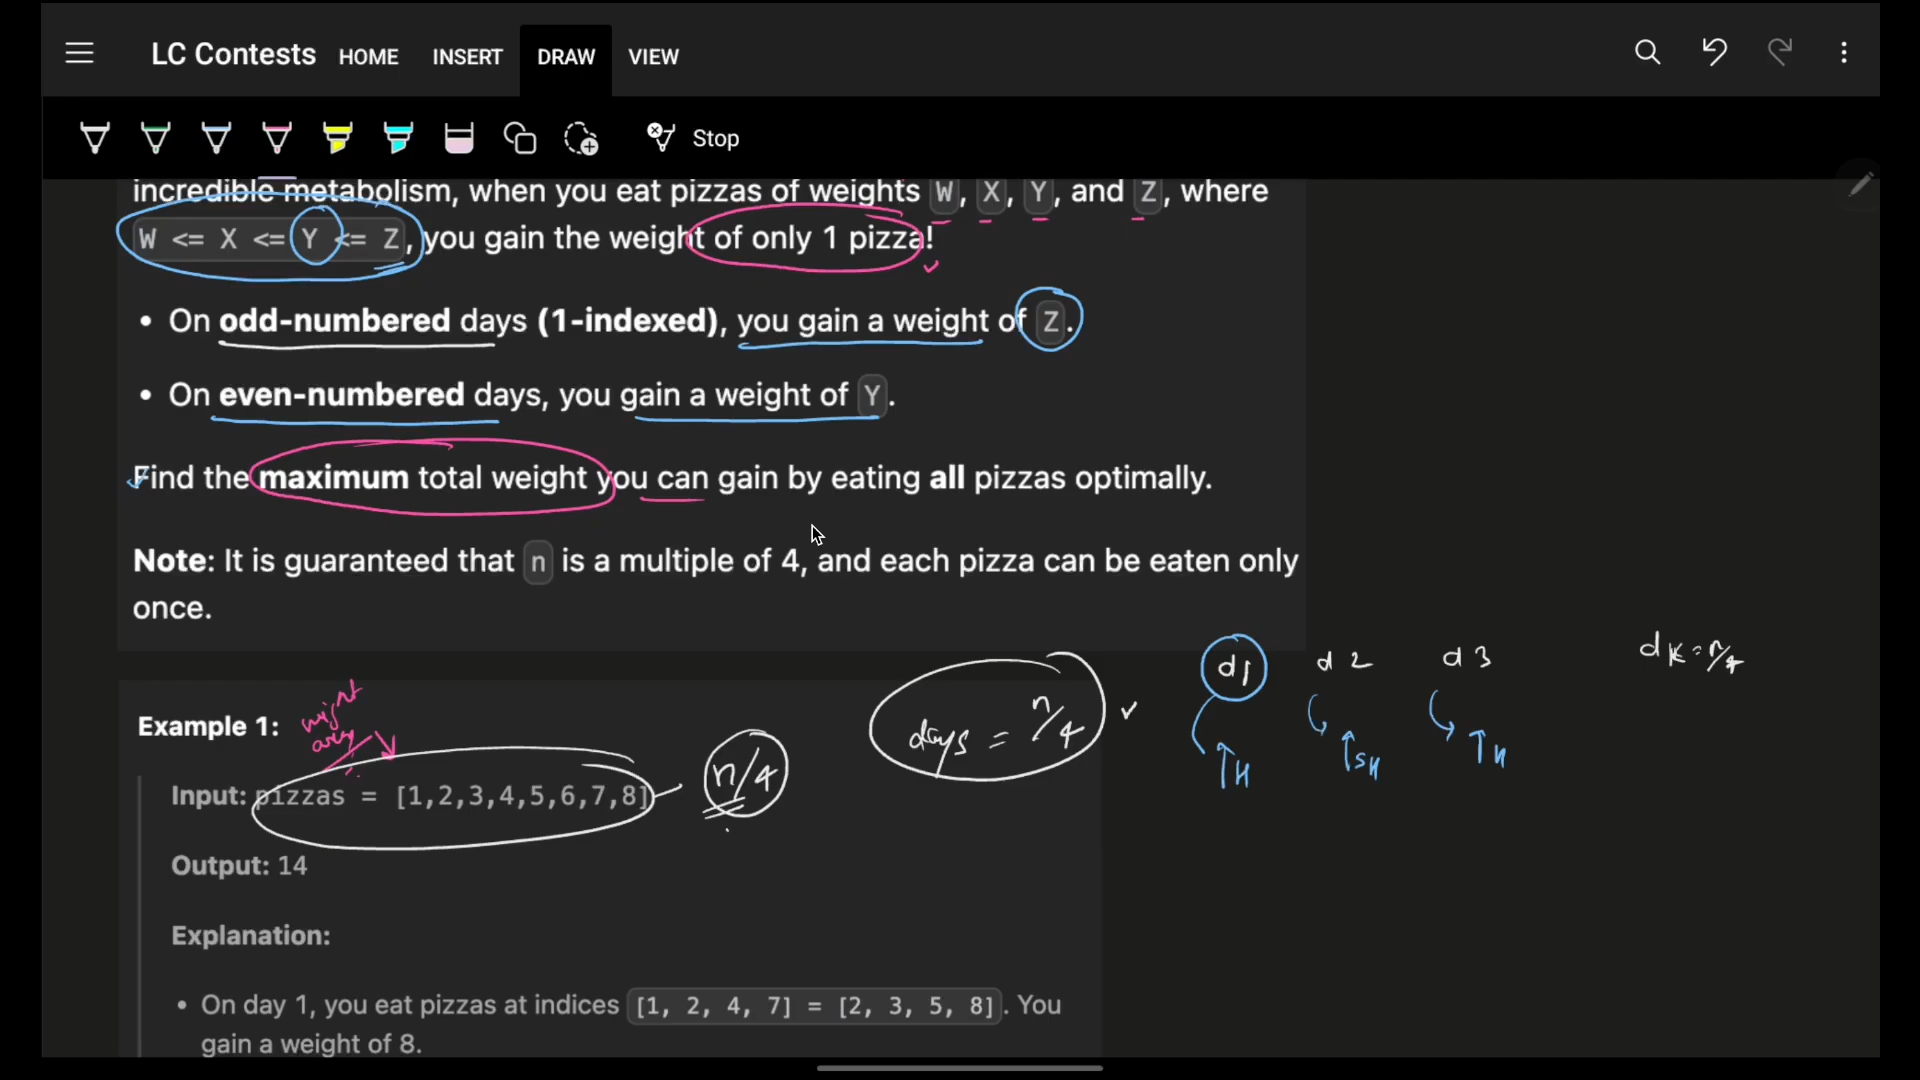 LC Contests HOME INSERT DRAW VIEW
Stop
incredible metabolism, when you eat pizzas of weights W, X, Y, and Z, where
W <= X <= Y <= Z, you gain the weight of only 1 pizza!
• On odd-numbered days (1-indexed), you gain a weight of Z.
• On even-numbered days, you gain a weight of Y.
Find the maximum total weight you can gain by eating all pizzas optimally.
Note: It is guaranteed that n is a multiple of 4, and each pizza can be eaten only
once.
d1 d2 d3 dk=n/4
Example 1:
days = n/4
↑H ↑SH ↑H
Input: pizzas = [1,2,3,4,5,6,7,8]
n/4
Output: 14
Explanation:
• On day 1, you eat pizzas at indices [1, 2, 4, 7] = [2, 3, 5, 8]. You
gain a weight of 8.